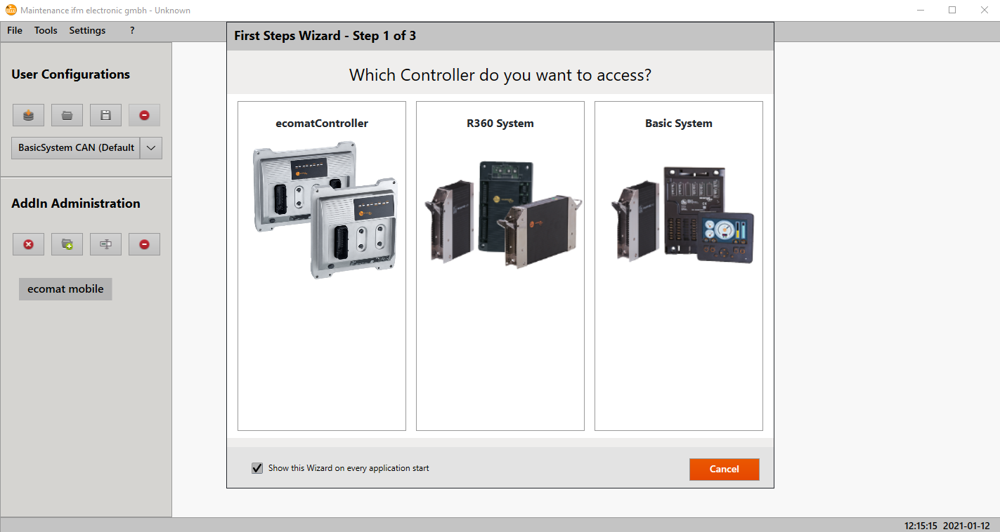 Maintenance ifm electronic gmbh - Unknown
File Tools Settings ?
First Steps Wizard - Step 1 of 3
User Configurations
BasicSystem CAN (Default
AddIn Administration
ecomat mobile
Which Controller do you want to access?
ecomatController
R360 System
Basic System
Show this Wizard on every application start
Cancel
12:15:15 2021-01-12